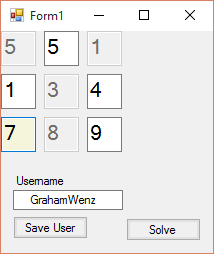 Form1
5 5 1
1 3 4
7 8 9
Username
GrahamWenz
Save User Solve